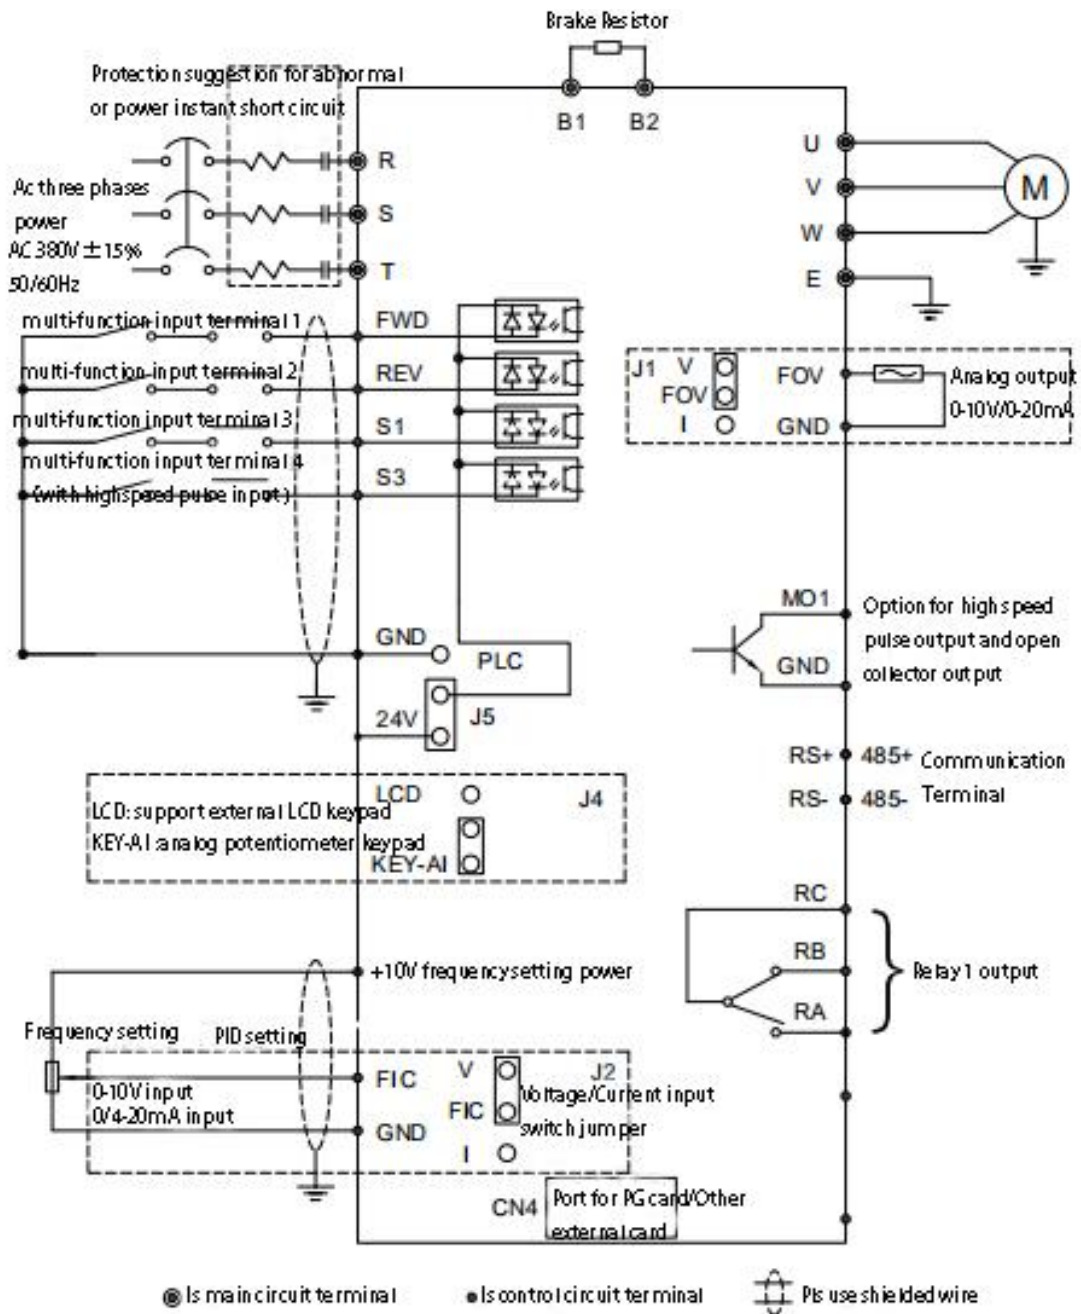 Brake Resistor
Protection suggestion for abnormal
or power instant short circuit
B1 B2
R
S
T
Ac three phases
power
AC 380V ±15%
50/60Hz
U
V
W
E
M
multi-function input terminal 1
FWD
multi-function input terminal 2
REV
multi-function input terminal 3
S1
multi-function input terminal 4
(with highspeed pulse input)
S3
J1 V
FOV
I
FOV
GND
Analog output
0-10V/0-20mA
GND
PLC
24V
J5
MO1
GND
Option for high speed
pulse output and open
collector output
RS+ 485+
RS- 485-
Communication
Terminal
LCD
J4
LCD: support external LCD keypad
KEY-AI :analog potentiometer keypad
KEY-AI
RC
RB
RA
Relay 1 output
+10V frequency setting power
Frequency setting
PID setting
0-10V input
0/4-20mA input
FIC
GND
V
FIC
I
J2
Voltage/Current input
switch jumper
CN4
Port for PG card/Other
external card
Is main circuit terminal
Is control circuit terminal
Pls use shielded wire